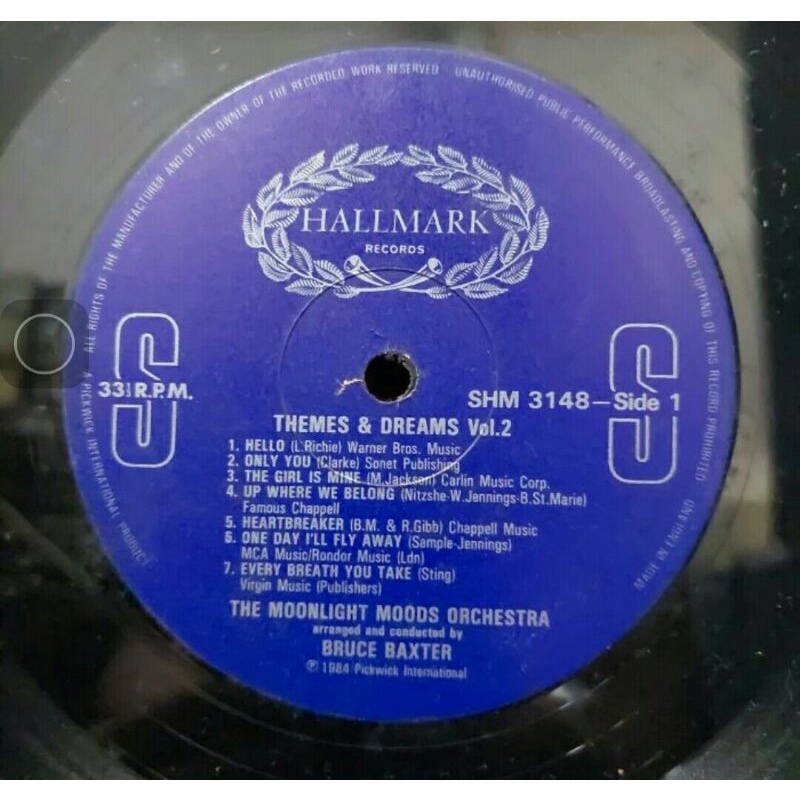 ALL RIGHTS OF THE MANUFACTURER AND OF THE OWNER OF THE RECORDED WORK RESERVED UNAUTHORISED PUBLIC PERFORMANCE BROADCASTING AND COPYING OF THIS RECORD PROHIBITED
HALLMARK
RECORDS
S
S
33⅓ R.P.M.
SHM 3148–Side 1
THEMES & DREAMS Vol.2
1. HELLO (L.Richie) Warner Bros. Music
2. ONLY YOU (Clarke) Sonet Publishing
3. THE GIRL IS MINE (M.Jackson) Carlin Music Corp.
4. UP WHERE WE BELONG (Nitzshe-W.Jennings-B.St.Marie)
Famous Chappell
5. HEARTBREAKER (B.M. & R.Gibb) Chappell Music
6. ONE DAY I'LL FLY AWAY (Sample-Jennings)
MCA Music/Rondor Music (Ldn)
7. EVERY BREATH YOU TAKE (Sting)
Virgin Music (Publishers)
THE MOONLIGHT MOODS ORCHESTRA
arranged and conducted by
BRUCE BAXTER
℗ 1984 Pickwick International
A PICKWICK INTERNATIONAL PRODUCT
MADE IN ENGLAND